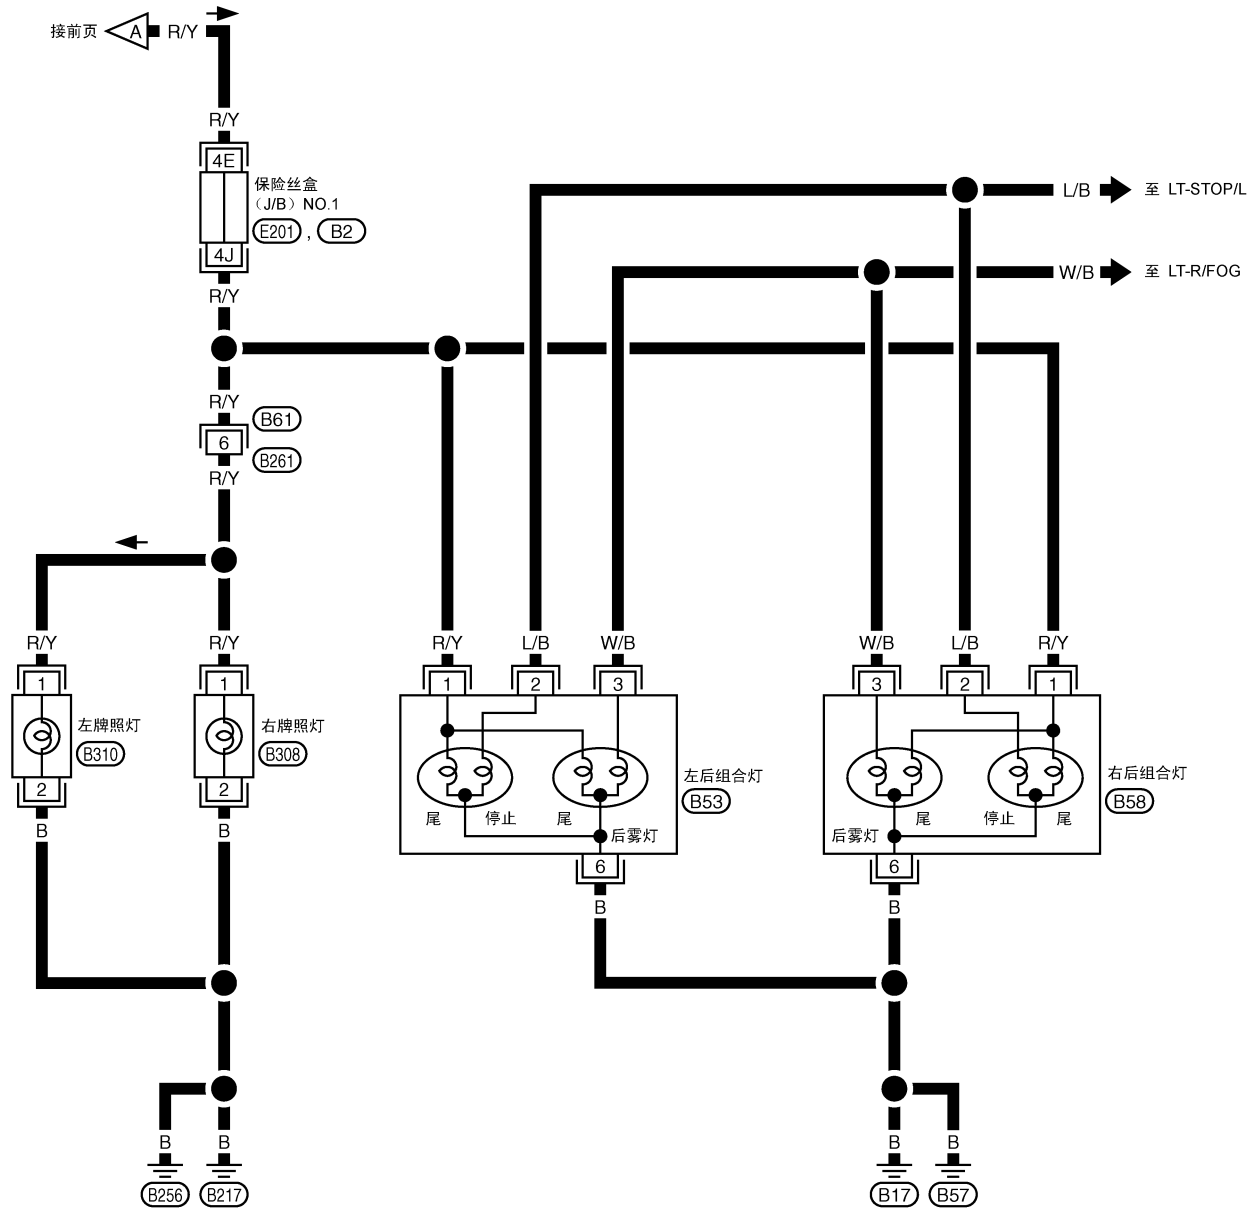 接前页 A R/Y
R/Y
4E
保险丝盒
（J/B）NO.1
E201 , B2
4J
R/Y
L/B 至 LT-STOP/L
W/B 至 LT-R/FOG
R/Y
B61
6
B261
R/Y
R/Y R/Y R/Y L/B W/B W/B L/B R/Y
1 1 1 2 3 3 2 1
左牌照灯
B310
右牌照灯
B308
左后组合灯
B53
右后组合灯
B58
2 2
尾 停止 尾 尾 停止 尾
后雾灯 后雾灯
B B
6 6
B B
B B B B
B256 B217 B17 B57